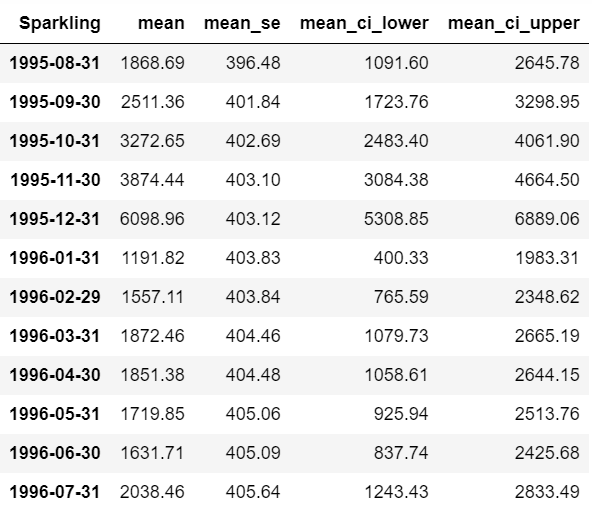 Sparkling mean mean_se mean_ci_lower mean_ci_upper
1995-08-31 1868.69 396.48 1091.60 2645.78
1995-09-30 2511.36 401.84 1723.76 3298.95
1995-10-31 3272.65 402.69 2483.40 4061.90
1995-11-30 3874.44 403.10 3084.38 4664.50
1995-12-31 6098.96 403.12 5308.85 6889.06
1996-01-31 1191.82 403.83 400.33 1983.31
1996-02-29 1557.11 403.84 765.59 2348.62
1996-03-31 1872.46 404.46 1079.73 2665.19
1996-04-30 1851.38 404.48 1058.61 2644.15
1996-05-31 1719.85 405.06 925.94 2513.76
1996-06-30 1631.71 405.09 837.74 2425.68
1996-07-31 2038.46 405.64 1243.43 2833.49